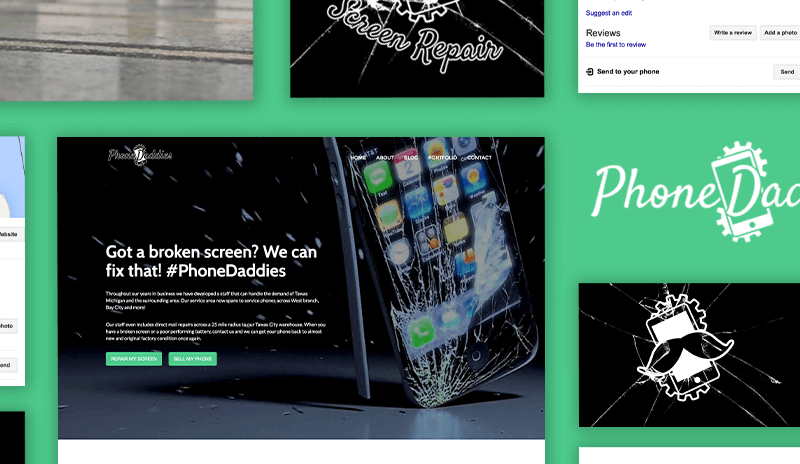 Screen Repair
Suggest an edit
Reviews
Write a review
Add a photo
Be the first to review
Send to your phone
Send
PhoneDaddies
HOME
ABOUT
BLOG
PORTFOLIO
CONTACT
Got a broken screen? We can
fix that! #PhoneDaddies
Throughout our years in business we have developed a staff that can handle the demand of Tawas
Michigan and the surrounding area. Our service area now spans to service phones across West branch,
Bay City and more!
Our staff even includes direct mail repairs across a 25 mile radius to our Tawas City warehouse. When you
have a broken screen or a poor performing battery, contact us and we can get your phone back to almost
new and original factory condition once again.
REPAIR MY SCREEN
SELL MY PHONE
PhoneDad
ebsite
hoto
end